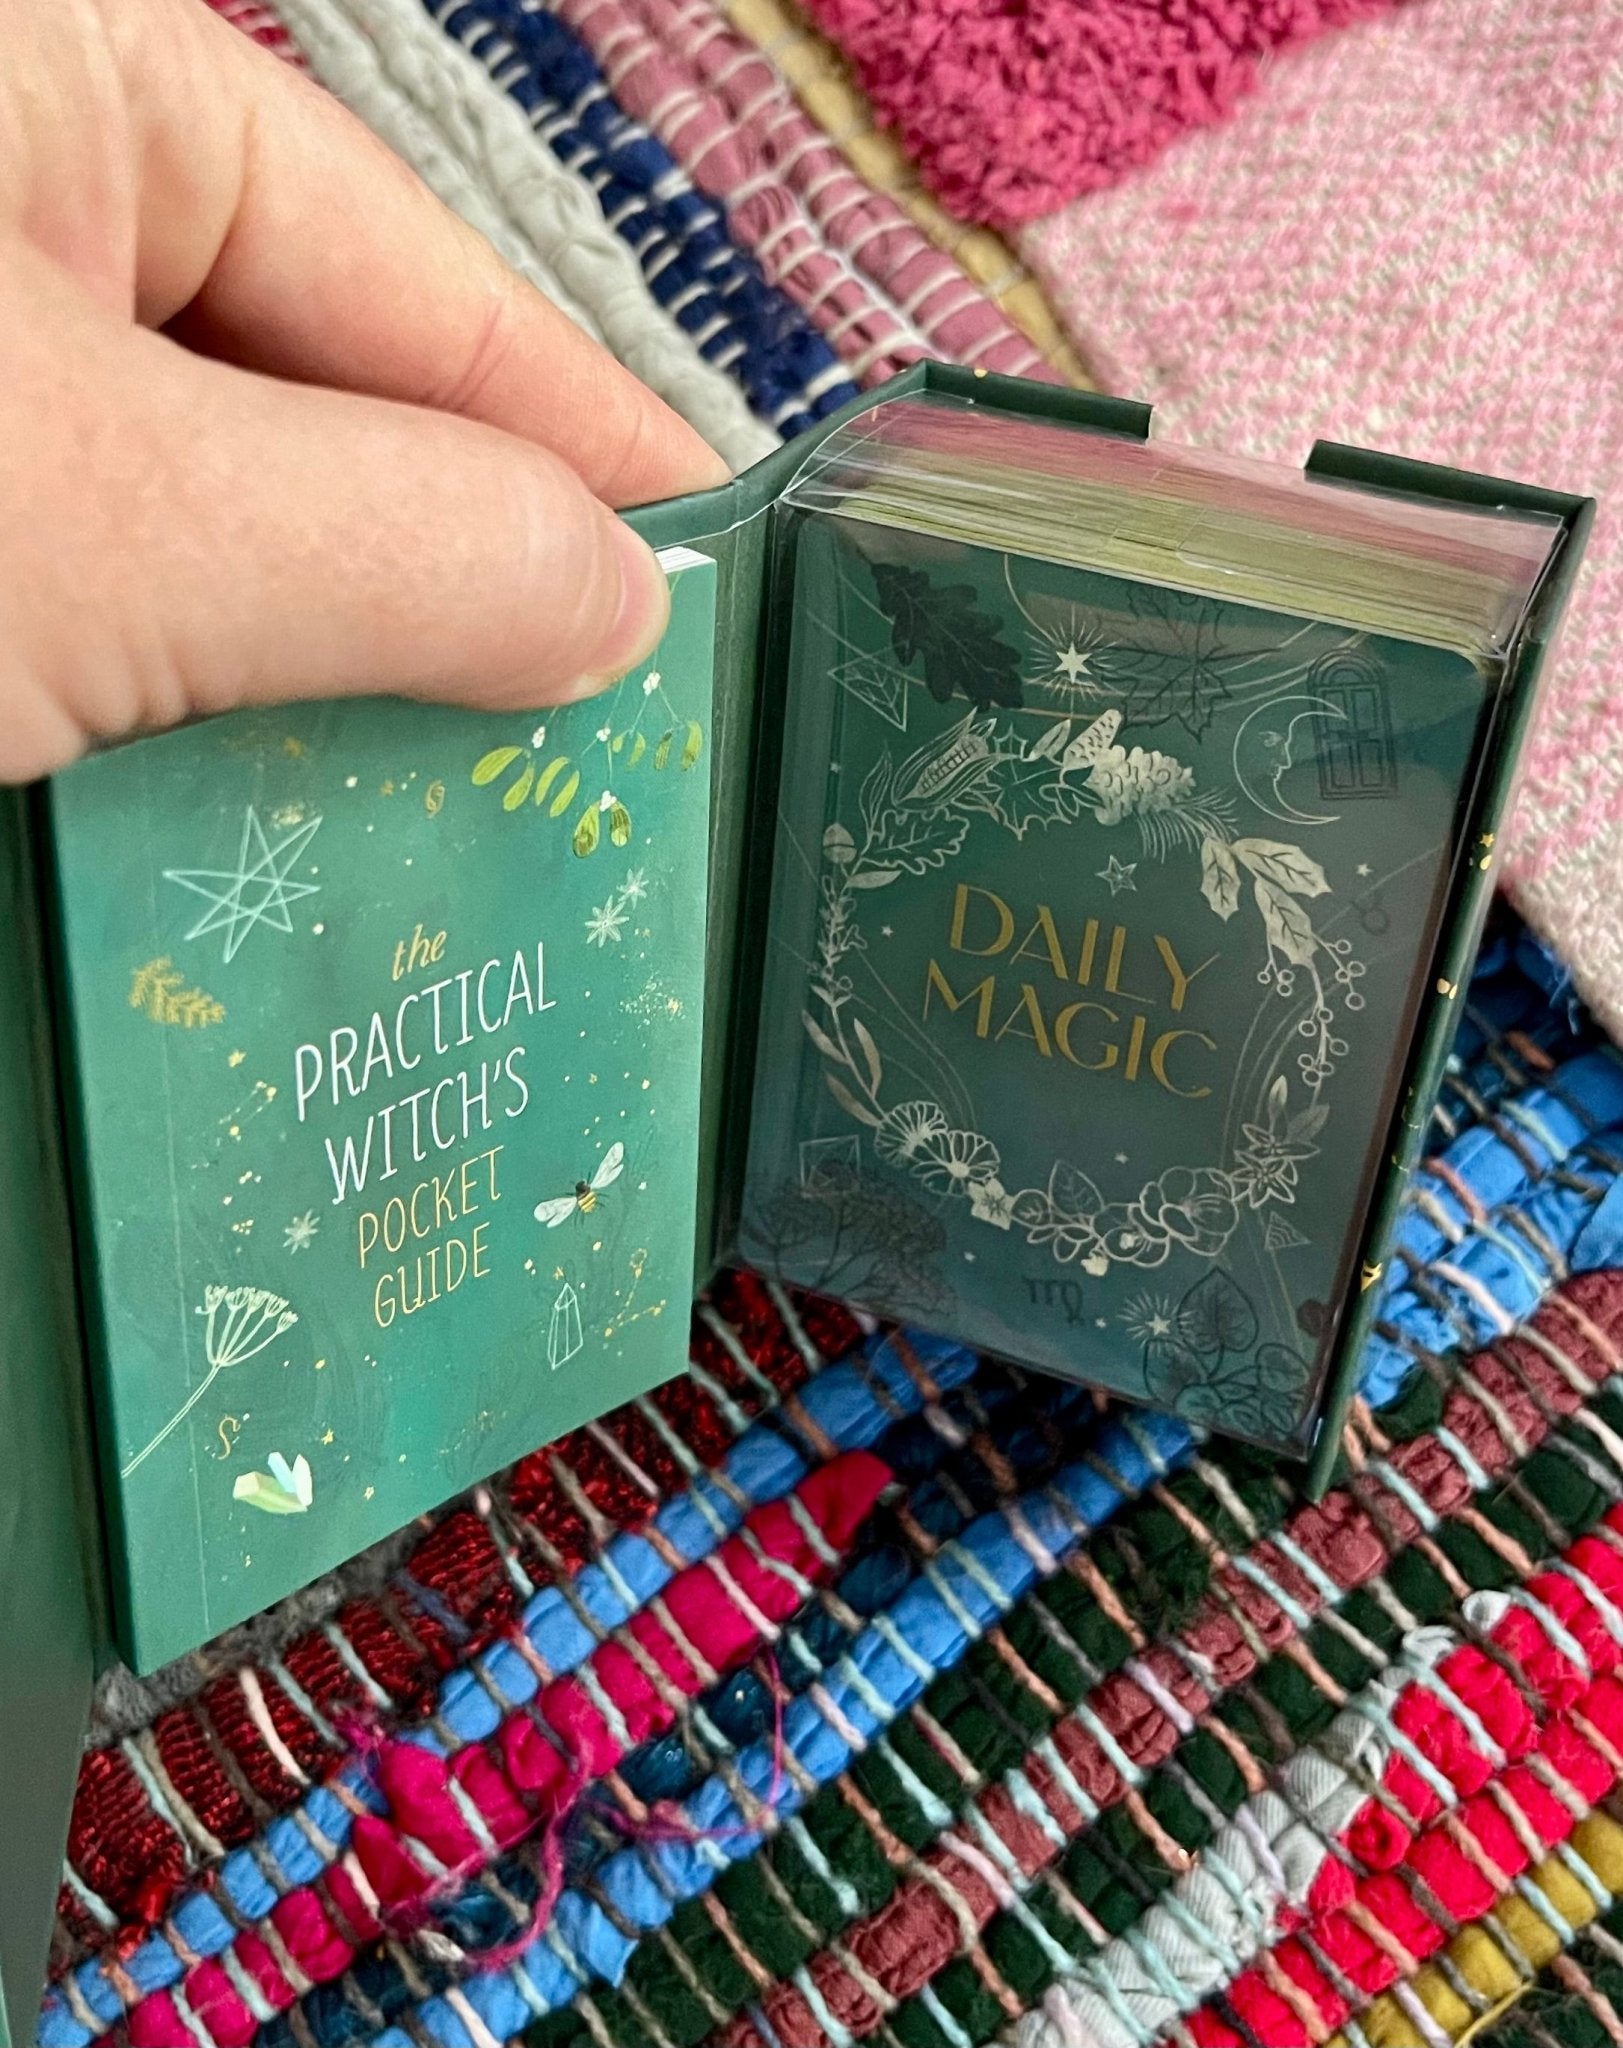 the
PRACTICAL
WITCH'S
POCKET
GUIDE
DAILY
MAGIC